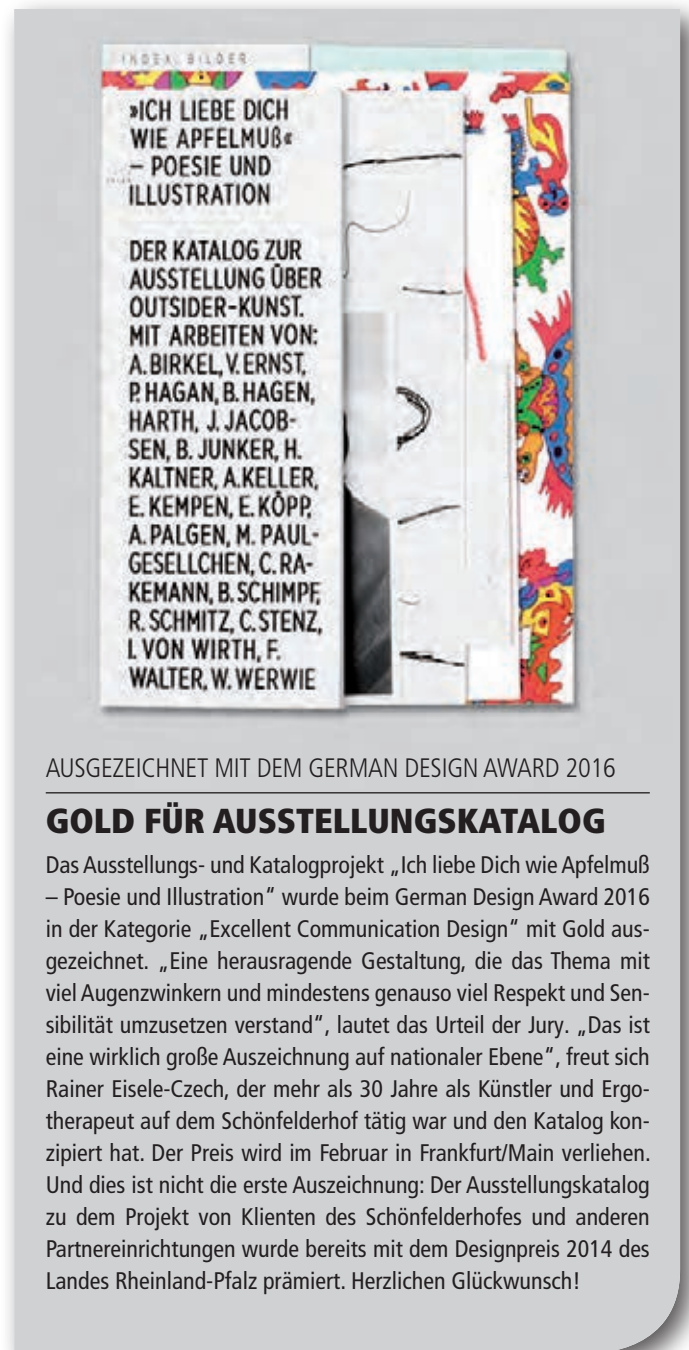 INDEX, BILDER
»ICH LIEBE DICH
WIE APFELMUß«
– POESIE UND
ILLUSTRATION
DER KATALOG ZUR
AUSSTELLUNG ÜBER
OUTSIDER-KUNST.
MIT ARBEITEN VON:
A. BIRKEL, V. ERNST,
P. HAGAN, B. HAGEN,
HARTH, J. JACOB-
SEN, B. JUNKER, H.
KALTNER, A. KELLER,
E. KEMPEN, E. KÖPP,
A. PALGEN, M. PAUL-
GESELLCHEN, C. RA-
KEMANN, B. SCHIMPF,
R. SCHMITZ, C. STENZ,
I. VON WIRTH, F.
WALTER, W. WERWIE
AUSGEZEICHNET MIT DEM GERMAN DESIGN AWARD 2016
GOLD FÜR AUSSTELLUNGSKATALOG
Das Ausstellungs- und Katalogprojekt „Ich liebe Dich wie Apfelmuß
– Poesie und Illustration“ wurde beim German Design Award 2016
in der Kategorie „Excellent Communication Design“ mit Gold aus-
gezeichnet. „Eine herausragende Gestaltung, die das Thema mit
viel Augenzwinkern und mindestens genauso viel Respekt und Sen-
sibilität umzusetzen verstand“, lautet das Urteil der Jury. „Das ist
eine wirklich große Auszeichnung auf nationaler Ebene“, freut sich
Rainer Eisele-Czech, der mehr als 30 Jahre als Künstler und Ergo-
therapeut auf dem Schönfelderhof tätig war und den Katalog kon-
zipiert hat. Der Preis wird im Februar in Frankfurt/Main verliehen.
Und dies ist nicht die erste Auszeichnung: Der Ausstellungskatalog
zu dem Projekt von Klienten des Schönfelderhofes und anderen
Partnereinrichtungen wurde bereits mit dem Designpreis 2014 des
Landes Rheinland-Pfalz prämiert. Herzlichen Glückwunsch!